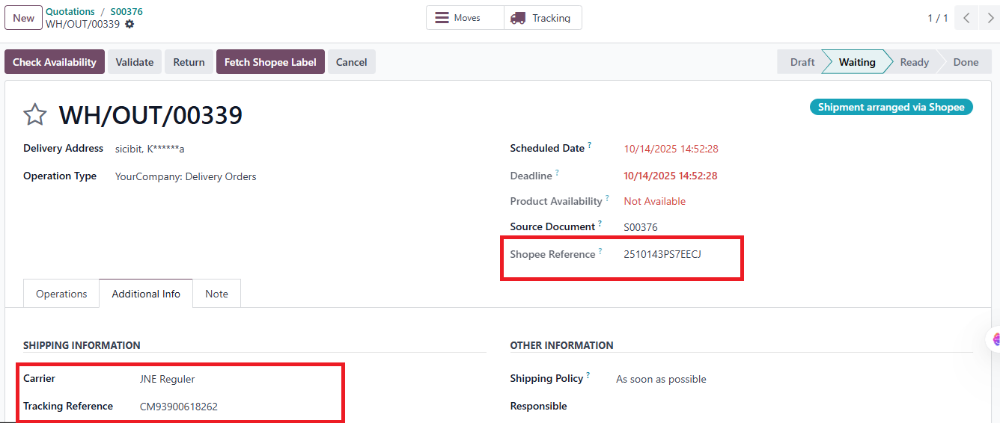 New
Quotations / S00376
WH/OUT/00339
Moves
Tracking
1 / 1
Check Availability
Validate
Return
Fetch Shopee Label
Cancel
Draft
Waiting
Ready
Done
WH/OUT/00339
Shipment arranged via Shopee
Delivery Address sicibit, K******a
Operation Type YourCompany: Delivery Orders
Scheduled Date ? 10/14/2025 14:52:28
Deadline ? 10/14/2025 14:52:28
Product Availability ? Not Available
Source Document ? S00376
Shopee Reference ? 2510143PS7EECJ
Operations
Additional Info
Note
SHIPPING INFORMATION
Carrier JNE Reguler
Tracking Reference CM93900618262
OTHER INFORMATION
Shipping Policy ? As soon as possible
Responsible